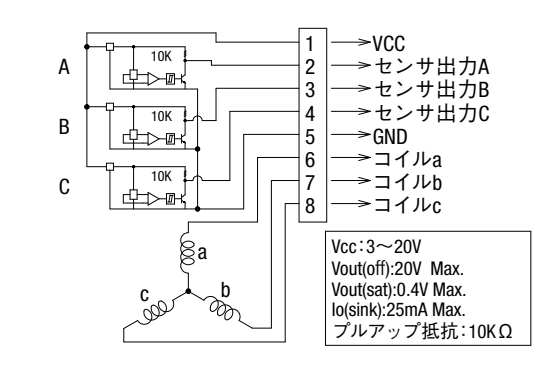 A
10K
B
10K
C
10K
1 VCC
2 センサ出力A
3 センサ出力B
4 センサ出力C
5 GND
6 コイルa
7 コイルb
8 コイルc
a
b
c
Vcc:3～20V
Vout(off):20V Max.
Vout(sat):0.4V Max.
Io(sink):25mA Max.
プルアップ抵抗:10KΩ